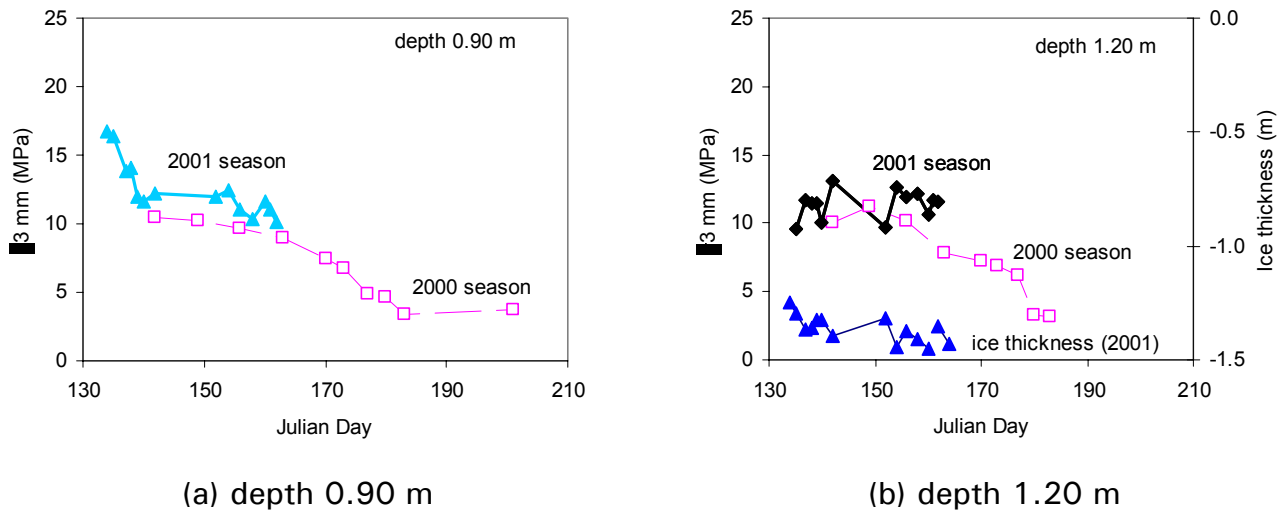 25
20
15
10
5
0
130
150
170
190
210
3 mm (MPa)
Julian Day
depth 0.90 m
2001 season
2000 season
(a) depth 0.90 m
25
20
15
10
5
0
130
150
170
190
210
0.0
-0.5
-1.0
-1.5
3 mm (MPa)
Ice thickness (m)
Julian Day
depth 1.20 m
2001 season
2000 season
ice thickness (2001)
(b) depth 1.20 m